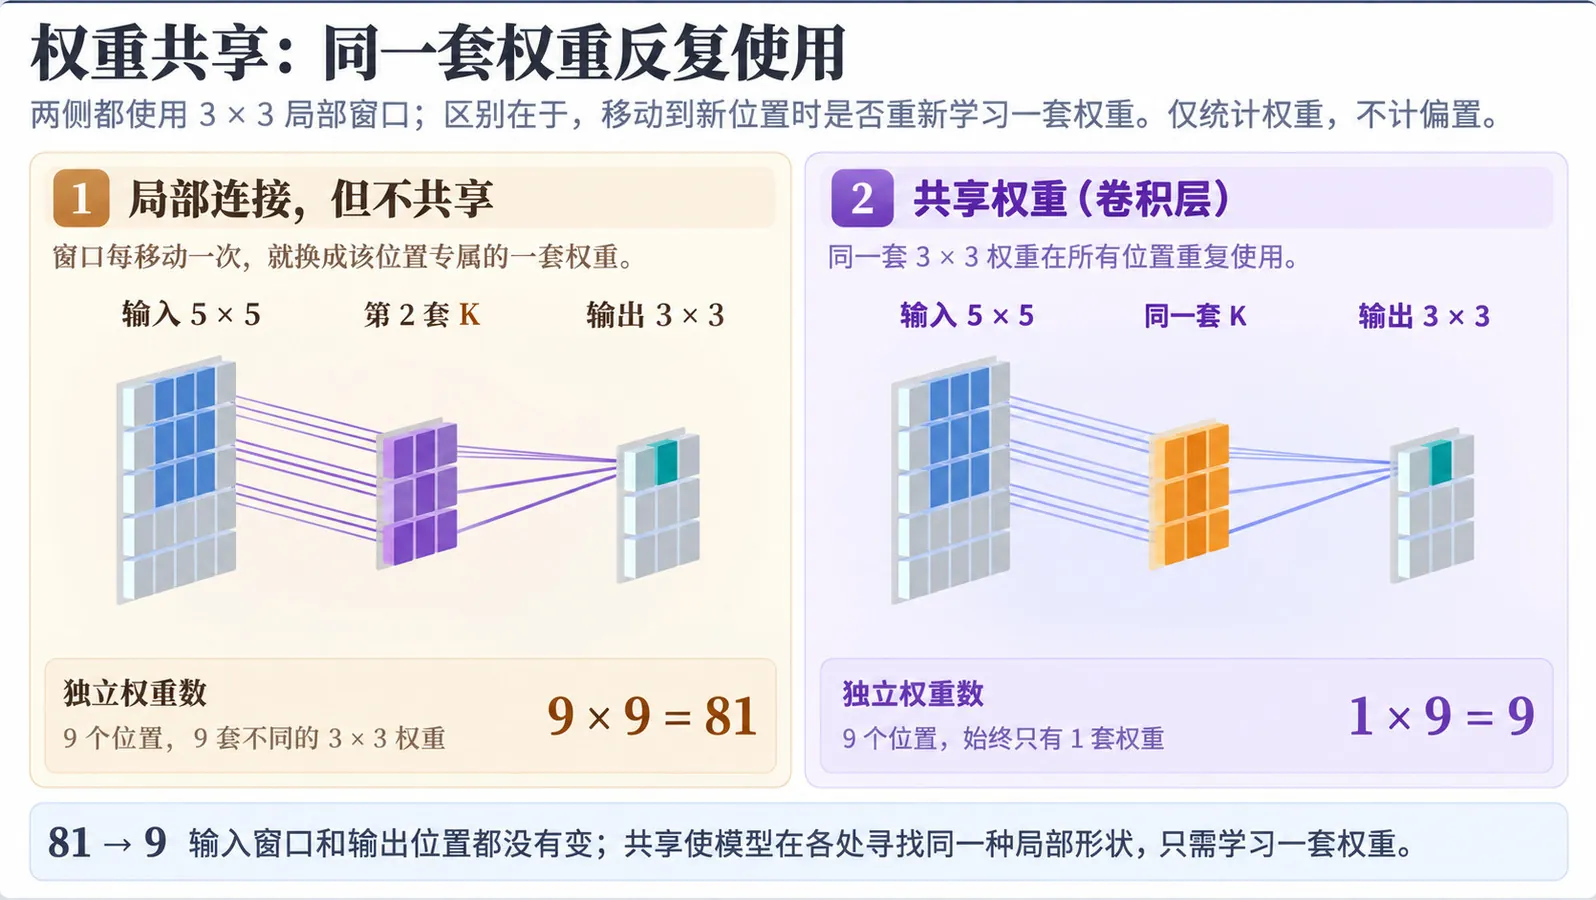 权重共享：同一套权重反复使用
两侧都使用 3 × 3 局部窗口；区别在于，移动到新位置时是否重新学习一套权重。仅统计权重，不计偏置。
1 局部连接，但不共享
窗口每移动一次，就换成该位置专属的一套权重。
输入 5 × 5 第 2 套 K 输出 3 × 3
独立权重数
9 个位置，9 套不同的 3 × 3 权重
9 × 9 = 81
2 共享权重（卷积层）
同一套 3 × 3 权重在所有位置重复使用。
输入 5 × 5 同一套 K 输出 3 × 3
独立权重数
9 个位置，始终只有 1 套权重
1 × 9 = 9
81 → 9 输入窗口和输出位置都没有变；共享使模型在各处寻找同一种局部形状，只需学习一套权重。